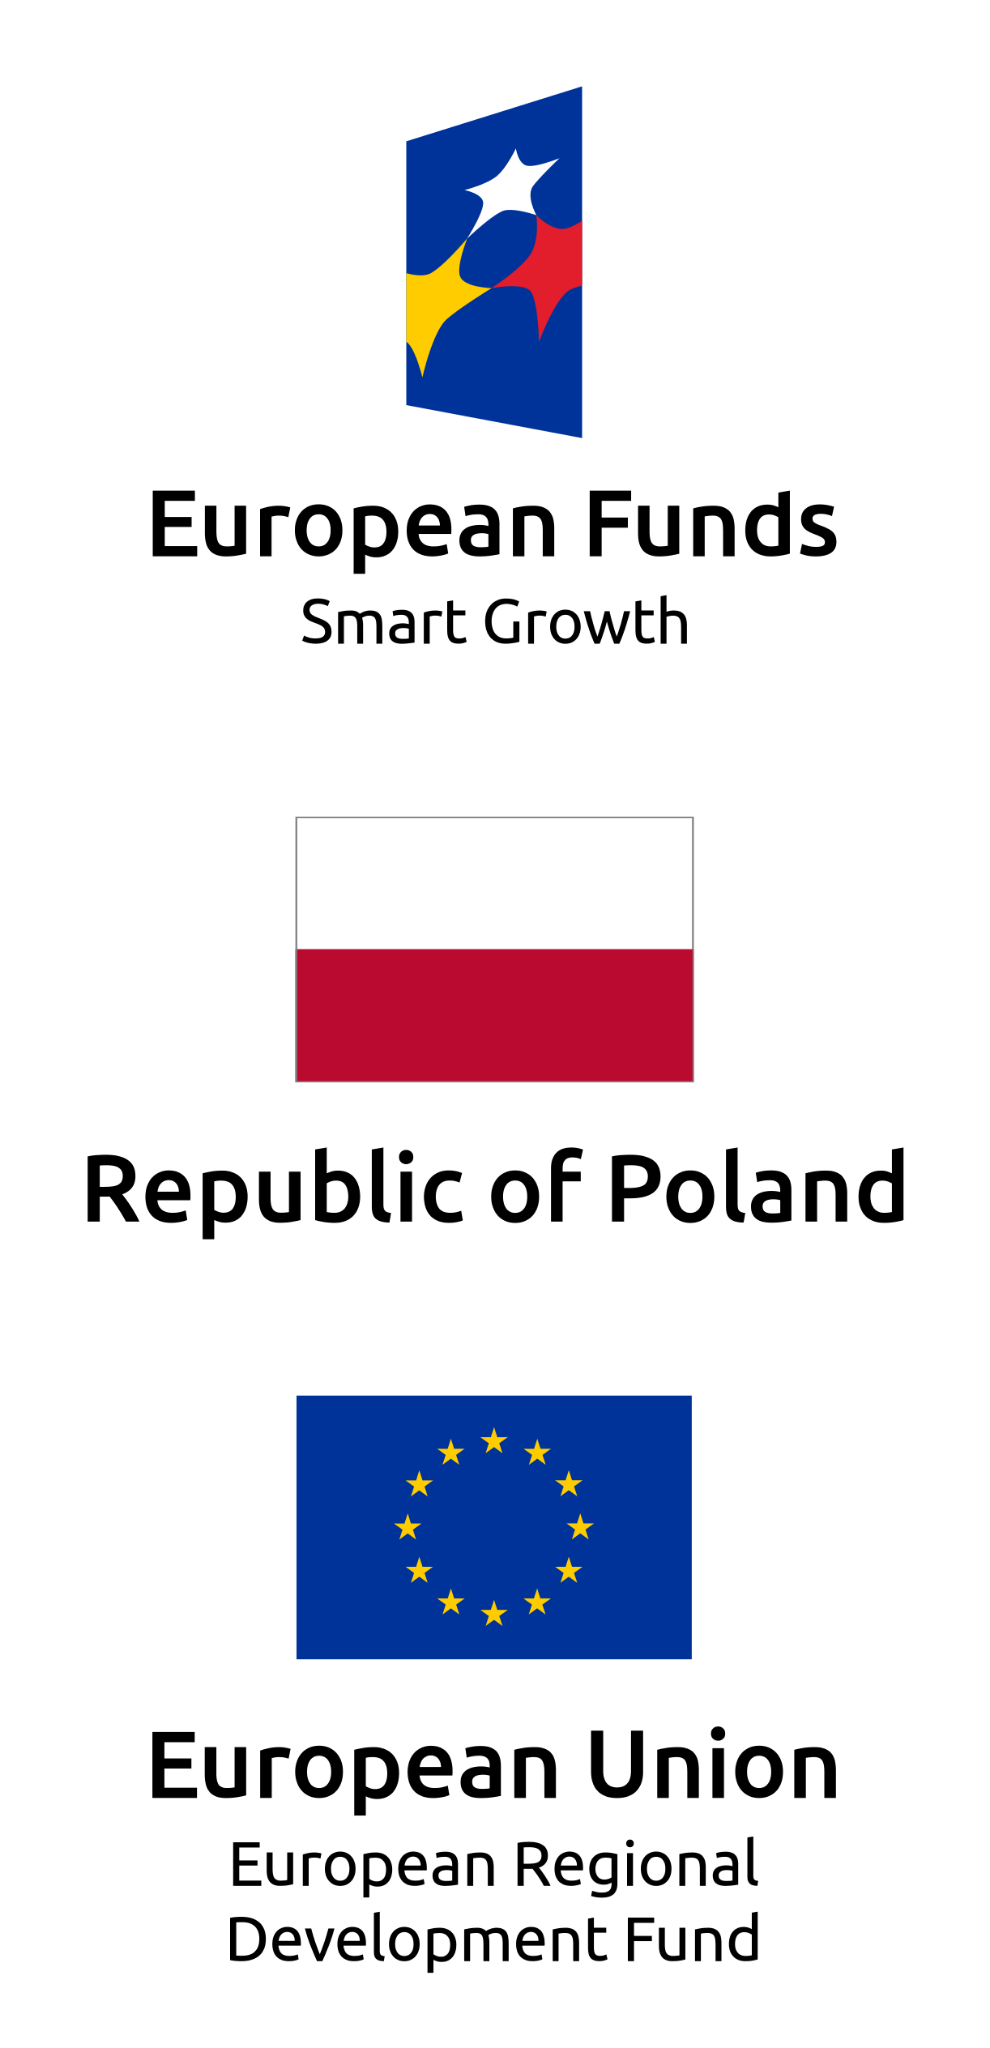 European Funds
Smart Growth
Republic of Poland
European Union
European Regional
Development Fund